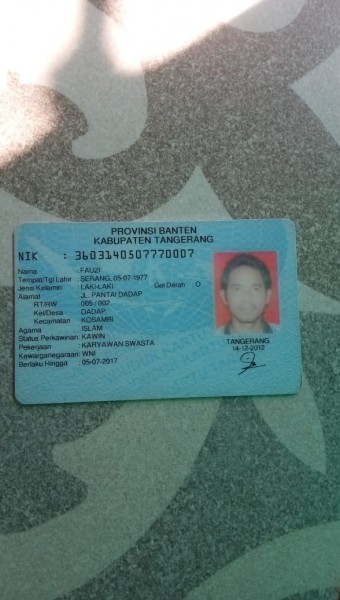 PROVINSI BANTEN
KABUPATEN TANGERANG
NIK : 3603140507770007
Nama : FAUZI
Tempat/Tgl Lahir : SERANG, 05-07-1977
Jenis Kelamin : LAKI-LAKI Gol Darah : O
Alamat : JL. PANTAI DADAP
RT/RW : 005 / 002
Kel/Desa : DADAP
Kecamatan : KOSAMBI
Agama : ISLAM
Status Perkawinan : KAWIN
Pekerjaan : KARYAWAN SWASTA
Kewarganegaraan : WNI
Berlaku Hingga : 05-07-2017
TANGERANG
14-12-2012